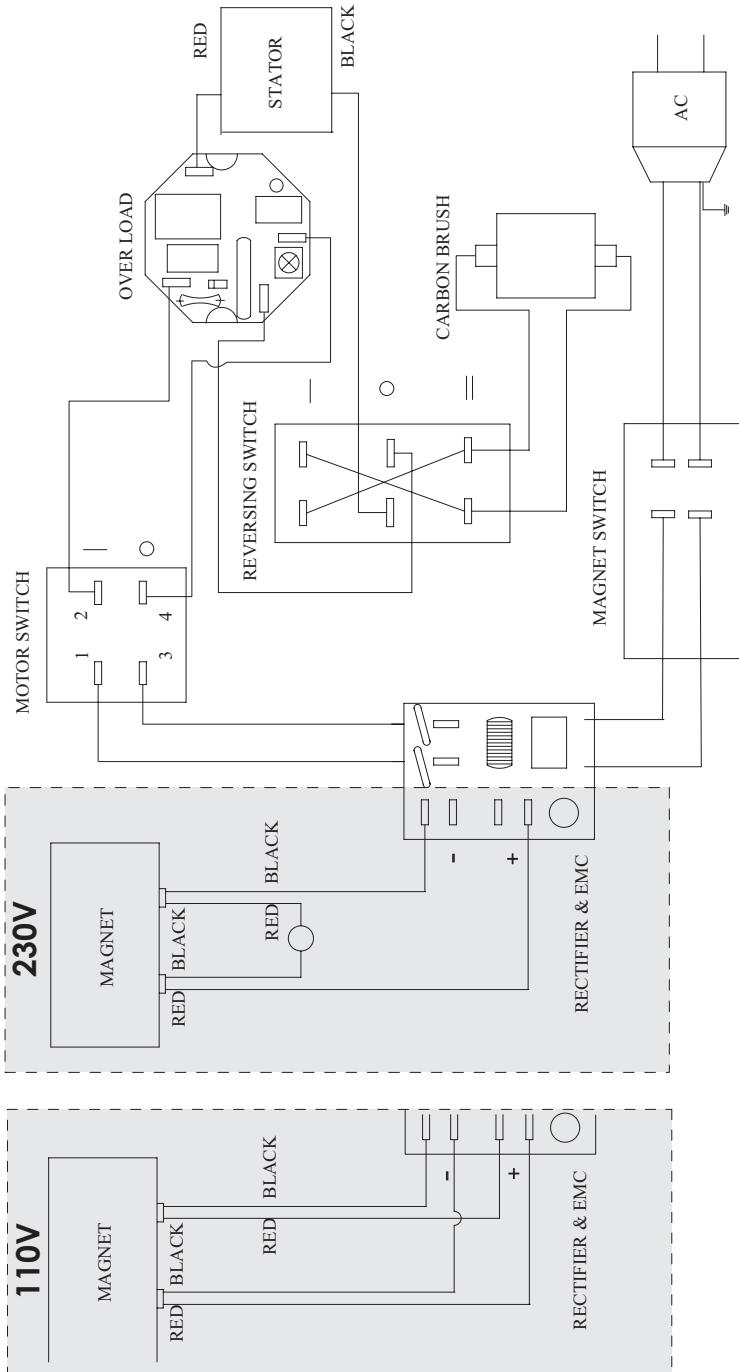 RED
BLACK
STATOR
OVER LOAD
AC
CARBON BRUSH
MOTOR SWITCH
1
2
3
4
REVERSING SWITCH
MAGNET SWITCH
230V
MAGNET
RED
BLACK
RED
BLACK
-
+
RECTIFIER & EMC
110V
MAGNET
RED
BLACK
RED
BLACK
-
+
RECTIFIER & EMC